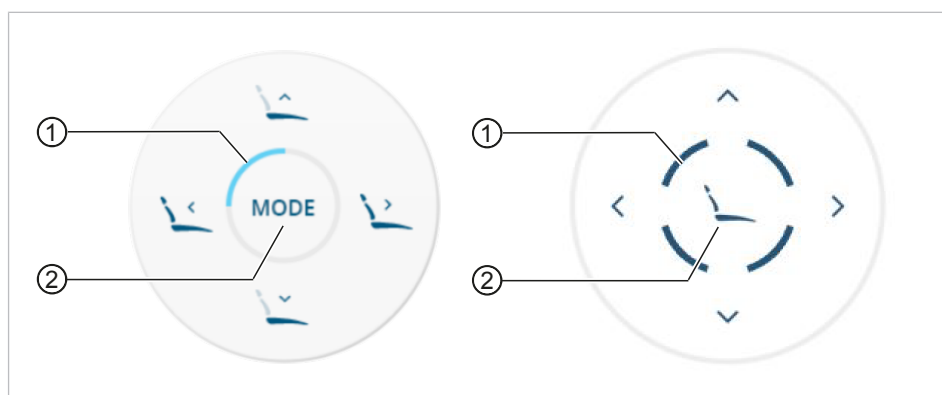 ① ①
MODE
② ②